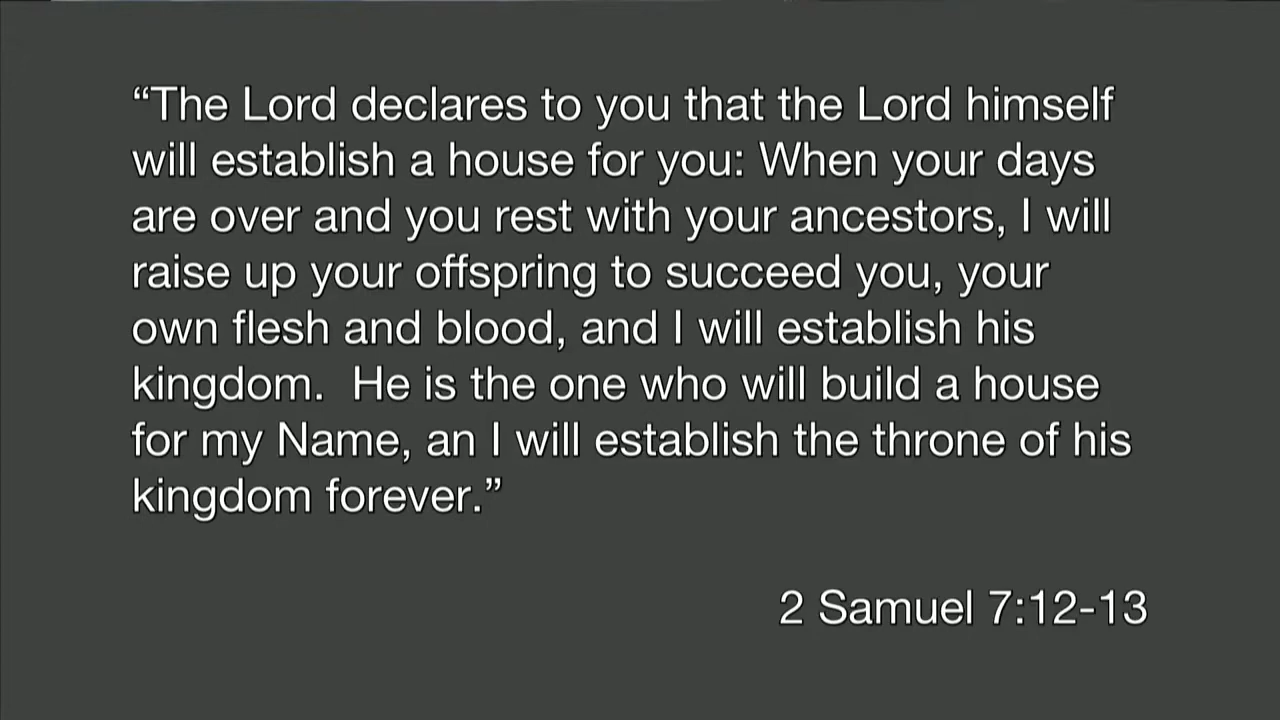 “The Lord declares to you that the Lord himself
will establish a house for you: When your days
are over and you rest with your ancestors, I will
raise up your offspring to succeed you, your
own flesh and blood, and I will establish his
kingdom.  He is the one who will build a house
for my Name, an I will establish the throne of his
kingdom forever.”
2 Samuel 7:12-13